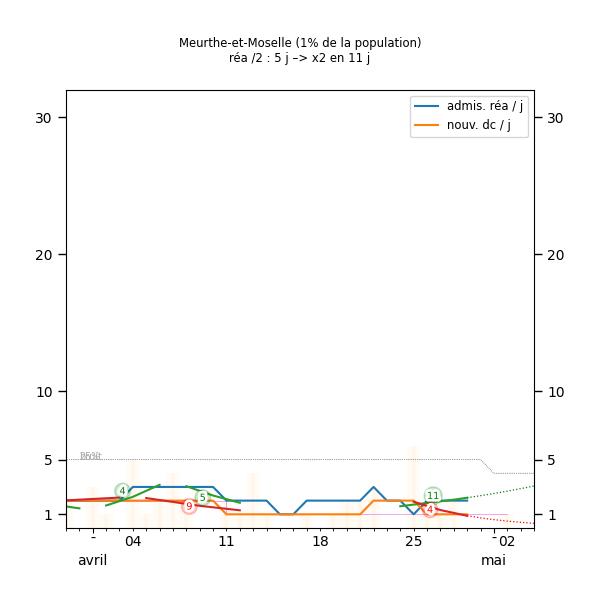 Meurthe-et-Moselle (1% de la population)
réa /2 : 5 j –> x2 en 11 j
admis. réa / j
nouv. dc / j
30 30
20 20
10 10
5 5
1 1
4
9
5
11
4
04 11 18 25 02
avril mai